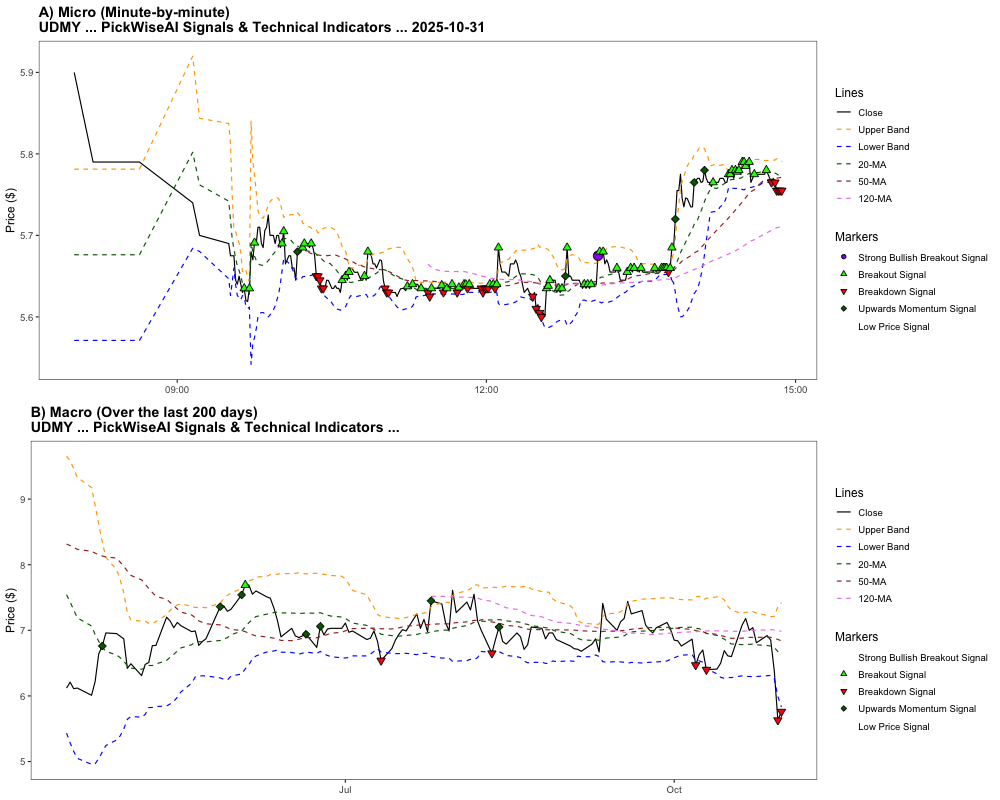 A) Micro (Minute-by-minute)
UDMY ... PickWiseAI Signals & Technical Indicators ... 2025-10-31
5.9
5.8
5.7
5.6
Price ($)
09:00
12:00
15:00
Lines
Close
Upper Band
Lower Band
20-MA
50-MA
120-MA
Markers
Strong Bullish Breakout Signal
Breakout Signal
Breakdown Signal
Upwards Momentum Signal
Low Price Signal
B) Macro (Over the last 200 days)
UDMY ... PickWiseAI Signals & Technical Indicators ...
9
8
7
6
5
Price ($)
Jul
Oct
Lines
Close
Upper Band
Lower Band
20-MA
50-MA
120-MA
Markers
Strong Bullish Breakout Signal
Breakout Signal
Breakdown Signal
Upwards Momentum Signal
Low Price Signal